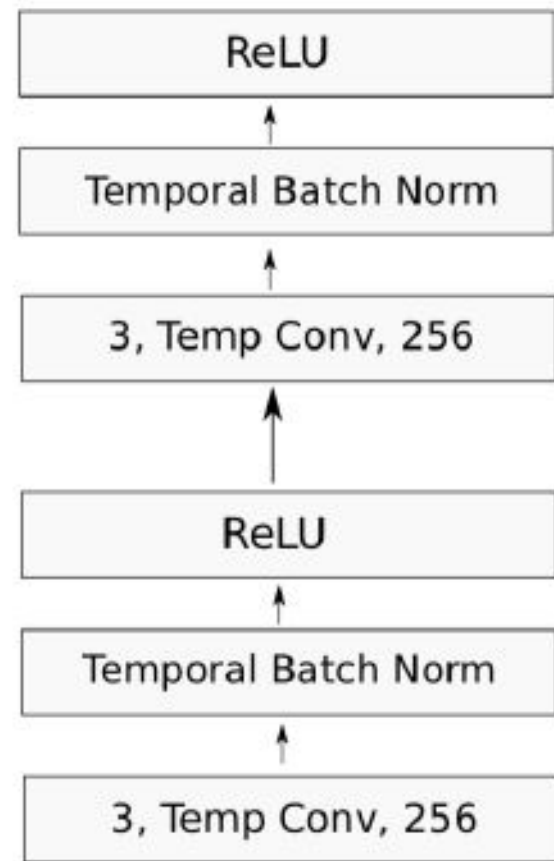 ReLU
Temporal Batch Norm
3, Temp Conv, 256
ReLU
Temporal Batch Norm
3, Temp Conv, 256